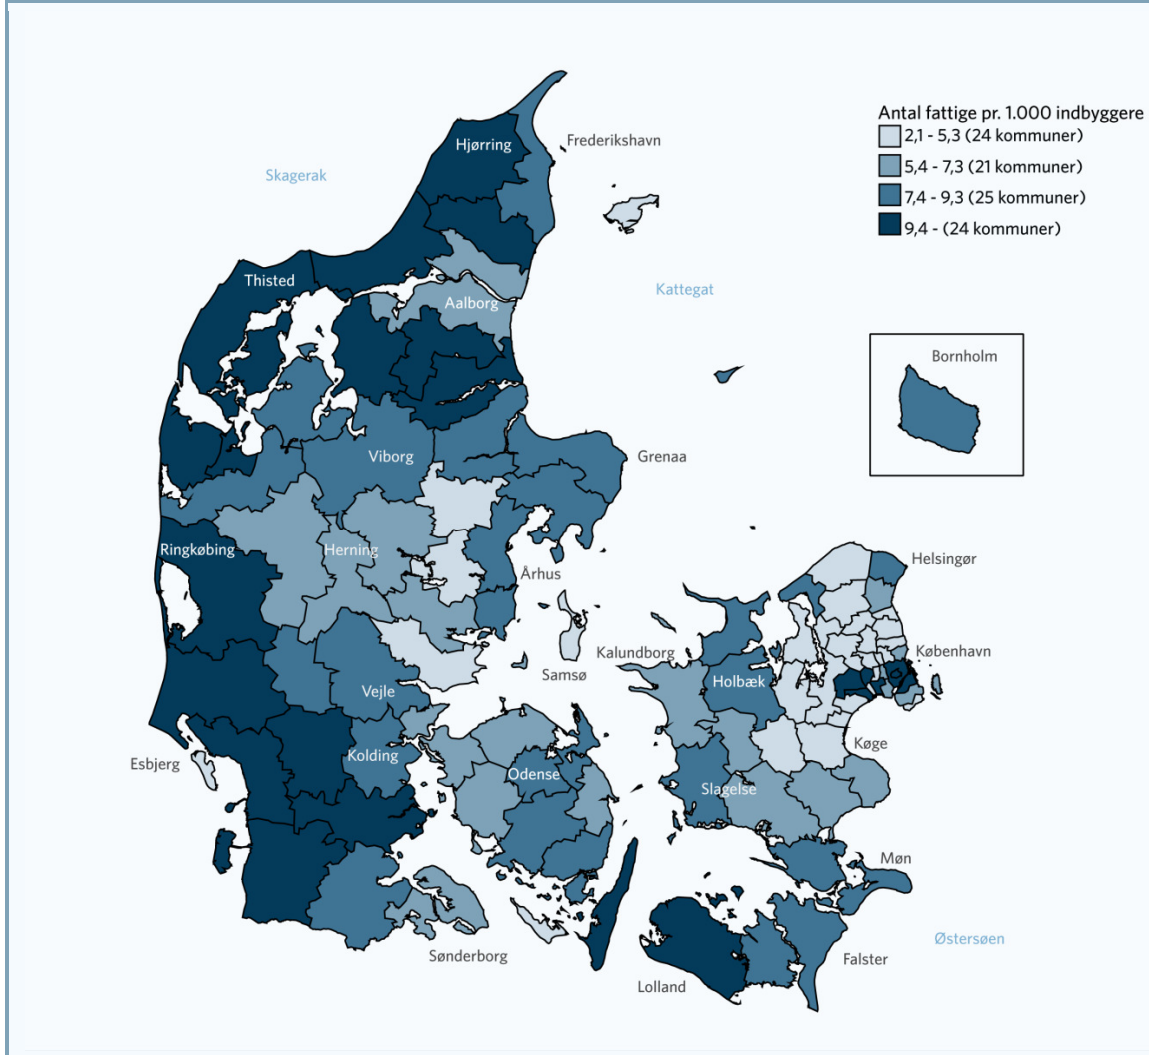 Antal fattige pr. 1.000 indbyggere
2,1 - 5,3 (24 kommuner)
5,4 - 7,3 (21 kommuner)
7,4 - 9,3 (25 kommuner)
9,4 - (24 kommuner)
Hjørring
Frederikshavn
Skagerak
Thisted
Kattegat
Aalborg
Bornholm
Viborg
Grenaa
Ringkøbing
Herning
Helsingør
Århus
Kalundborg
København
Samsø
Holbæk
Vejle
Køge
Kolding
Esbjerg
Odense
Slagelse
Møn
Østersøen
Sønderborg
Falster
Lolland